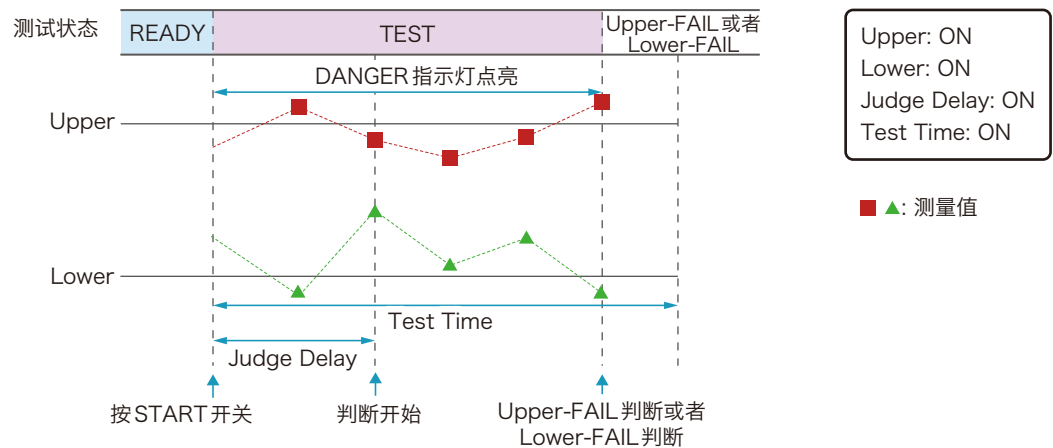 测试状态
READY
TEST
Upper-FAIL或者
Lower-FAIL
DANGER指示灯点亮
Upper
Lower
Test Time
Judge Delay
按START开关
判断开始
Upper-FAIL判断或者
Lower-FAIL判断
Upper: ON
Lower: ON
Judge Delay: ON
Test Time: ON
■ ▲: 测量值